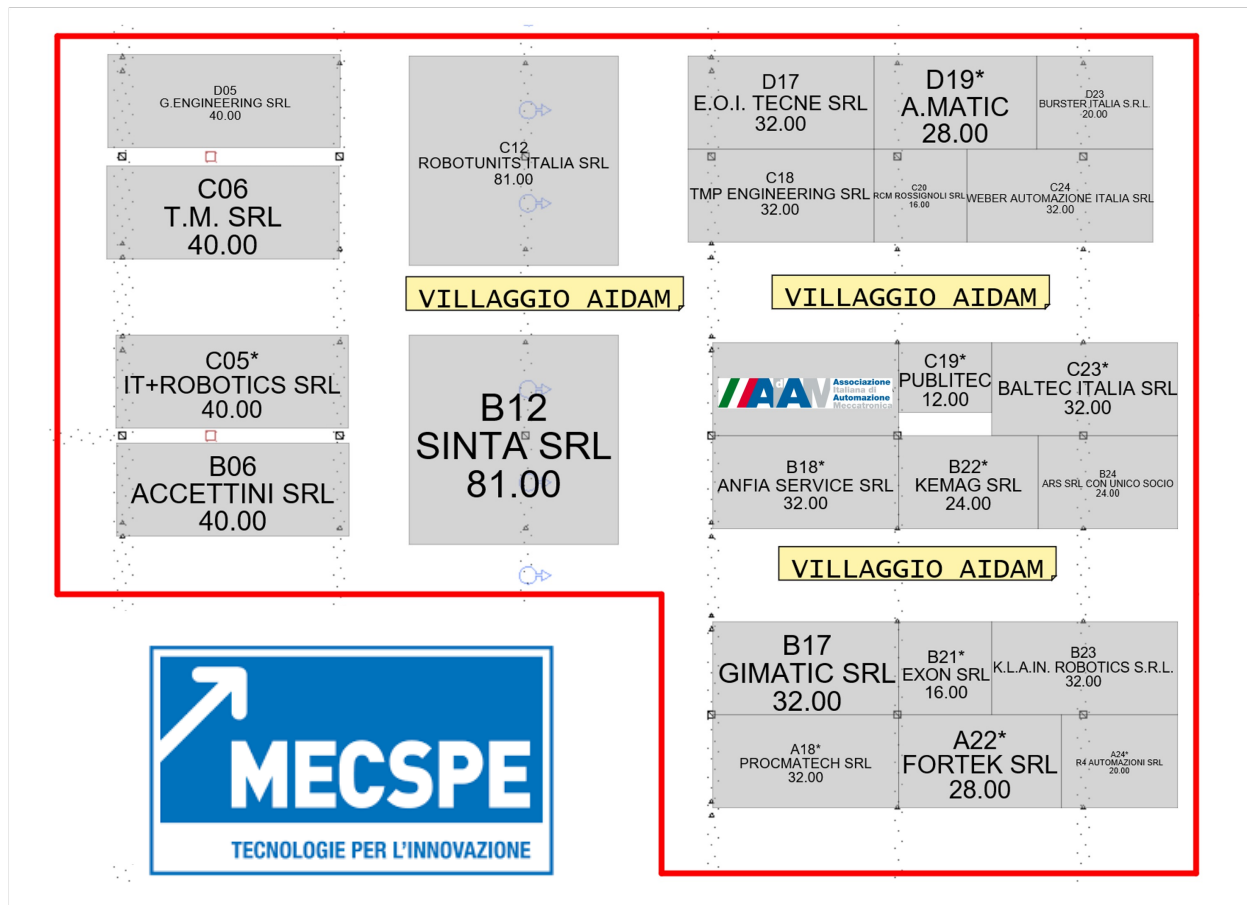 D05
G.ENGINEERING SRL
40.00
C06
T.M. SRL
40.00
C05*
IT+ROBOTICS SRL
40.00
B06
ACCETTINI SRL
40.00
C12
ROBOTUNITS ITALIA SRL
81.00
VILLAGGIO AIDAM
B12
SINTA SRL
81.00
D17
E.O.I. TECNE SRL
32.00
D19*
A.MATIC
28.00
D23
BURSTER ITALIA S.R.L.
20.00
C18
TMP ENGINEERING SRL
32.00
C20
RCM ROSSIGNOLI SRL
16.00
C24
WEBER AUTOMAZIONE ITALIA SRL
32.00
VILLAGGIO AIDAM
AIdAM
Associazione
Italiana di
Automazione
Meccatronica
C19*
PUBLITEC
12.00
C23*
BALTEC ITALIA SRL
32.00
B18*
ANFIA SERVICE SRL
32.00
B22*
KEMAG SRL
24.00
B24
ARS SRL CON UNICO SOCIO
24.00
VILLAGGIO AIDAM
B17
GIMATIC SRL
32.00
B21*
EXON SRL
16.00
B23
K.L.A.IN. ROBOTICS S.R.L.
32.00
A18*
PROCMATECH SRL
32.00
A22*
FORTEK SRL
28.00
A24*
R4 AUTOMAZIONI SRL
20.00
MECSPE
TECNOLOGIE PER L'INNOVAZIONE